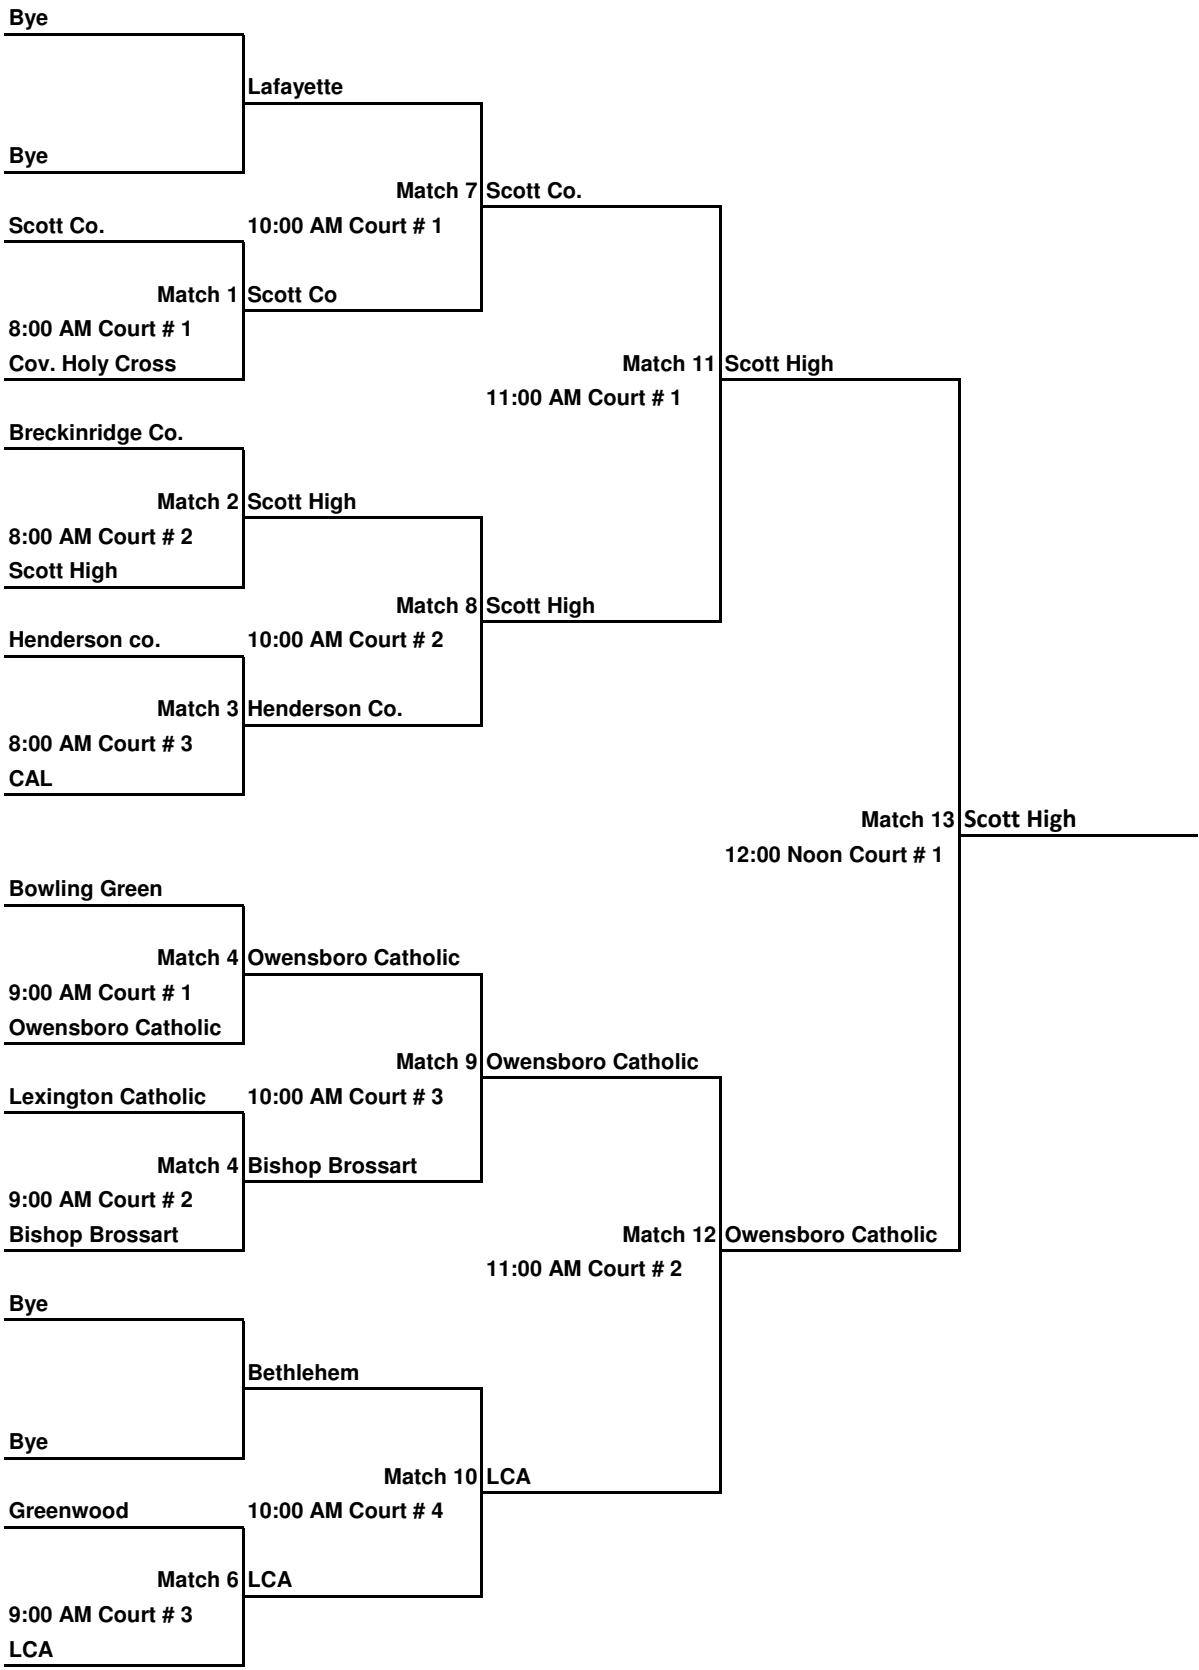 Bye
Lafayette
Bye
Match 7 Scott Co.
Scott Co. 10:00 AM Court # 1
Match 1 Scott Co
8:00 AM Court # 1
Cov. Holy Cross
Match 11 Scott High
11:00 AM Court # 1
Breckinridge Co.
Match 2 Scott High
8:00 AM Court # 2
Scott High
Match 8 Scott High
Henderson co. 10:00 AM Court # 2
Match 3 Henderson Co.
8:00 AM Court # 3
CAL
Match 13 Scott High
12:00 Noon Court # 1
Bowling Green
Match 4 Owensboro Catholic
9:00 AM Court # 1
Owensboro Catholic
Match 9 Owensboro Catholic
Lexington Catholic 10:00 AM Court # 3
Match 4 Bishop Brossart
9:00 AM Court # 2
Bishop Brossart
Match 12 Owensboro Catholic
11:00 AM Court # 2
Bye
Bethlehem
Bye
Match 10 LCA
Greenwood 10:00 AM Court # 4
Match 6 LCA
9:00 AM Court # 3
LCA